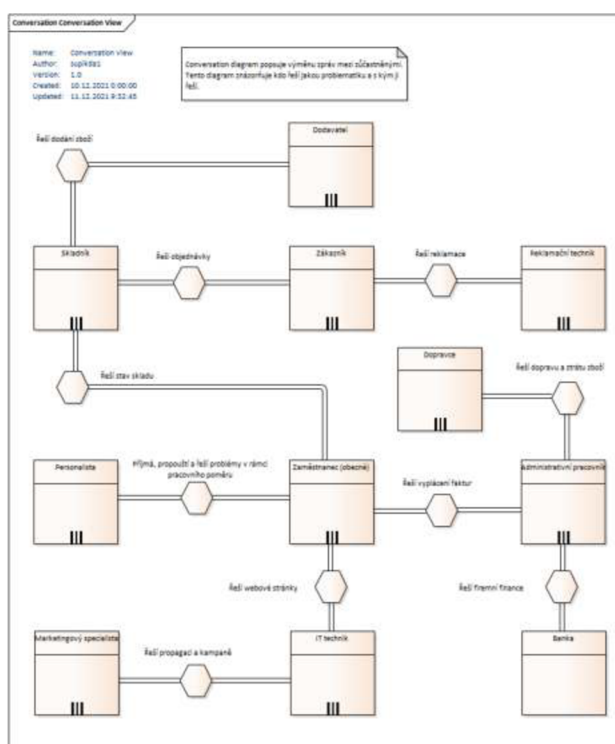 Conversation Conversation View
Name: Conversation View
Author: supikda1
Version: 1.0
Created: 10.12.2021 0:00:00
Updated: 11.12.2021 9:52:45
Conversation diagram popsuje výměnu zpráv mezi zúčastněnými.
Tento diagram znázorňuje kdo řeší jakou problematiku a s kým ji
řeší.
Řeší dodání zboží
Dodavatel
Skladník
Řeší objednávky
Zákazník
Řeší reklamace
Reklamační technik
Řeší stav skladu
Dopravce
Řeší dopravu a ztrátu zboží
Personalista
Přijmá, propouští a řeší problémy v rámci
pracovního poměru
Zaměstnanec (obecně)
Řeší vyplácení faktur
Administrativní pracovník
Řeší webové stránky
Řeší firemní finance
Marketingový specialista
Řeší propagaci a kampaně
IT technik
Banka